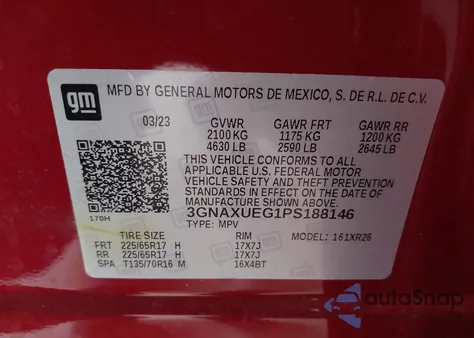 gm MFD BY GENERAL MOTORS DE MEXICO, S. DE R.L. DE C.V.
03/23 GVWR GAWR FRT GAWR RR
2100 KG 1175 KG 1200 KG
4630 LB 2590 LB 2645 LB
THIS VEHICLE CONFORMS TO ALL
APPLICABLE U.S. FEDERAL MOTOR
VEHICLE SAFETY AND THEFT PREVENTION
STANDARDS IN EFFECT ON THE DATE OF
MANUFACTURE SHOWN ABOVE.
3GNAXUEG1PS188146
170H TYPE: MPV MODEL: 161XR26
TIRE SIZE RIM
FRT 225/65R17 H 17X7J
RR 225/65R17 H 17X7J
SPA T135/70R16 M 16X4BT
autoSnap